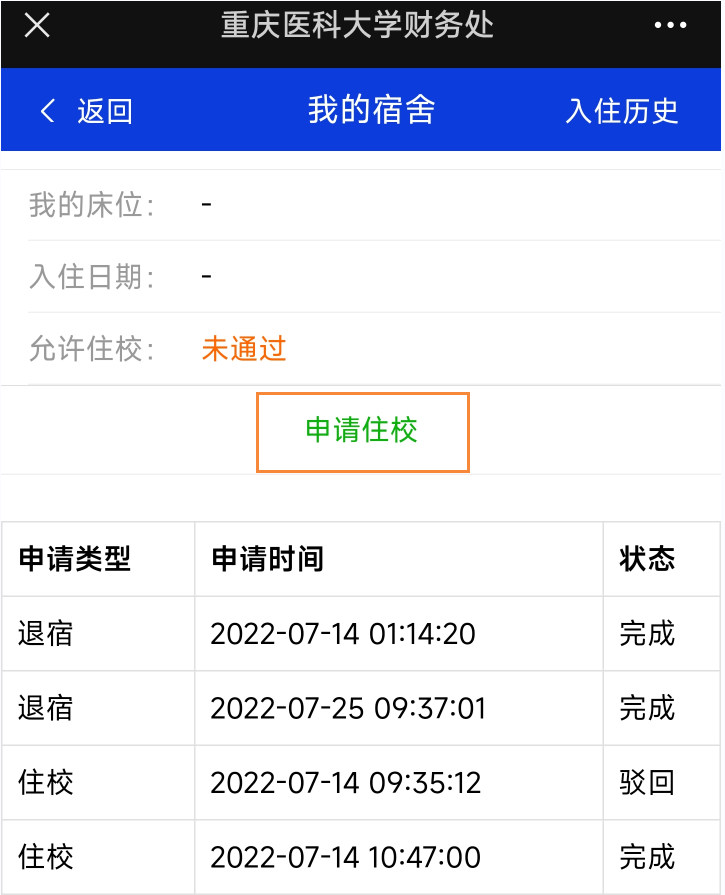 重庆医科大学财务处
返回 我的宿舍 入住历史
我的床位: -
入住日期: -
允许住校: 未通过
申请住校
申请类型 申请时间 状态
退宿 2022-07-14 01:14:20 完成
退宿 2022-07-25 09:37:01 完成
住校 2022-07-14 09:35:12 驳回
住校 2022-07-14 10:47:00 完成